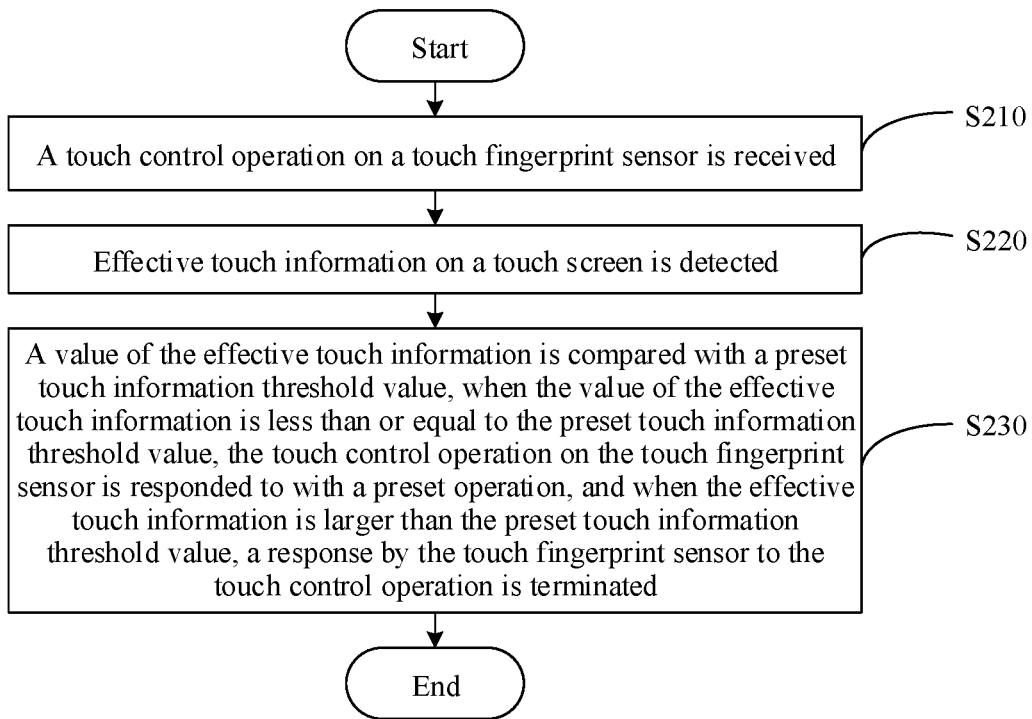 Start
A touch control operation on a touch fingerprint sensor is received
S210
Effective touch information on a touch screen is detected
S220
A value of the effective touch information is compared with a preset
touch information threshold value, when the value of the effective
touch information is less than or equal to the preset touch information
threshold value, the touch control operation on the touch fingerprint
sensor is responded to with a preset operation, and when the effective
touch information is larger than the preset touch information
threshold value, a response by the touch fingerprint sensor to the
touch control operation is terminated
S230
End